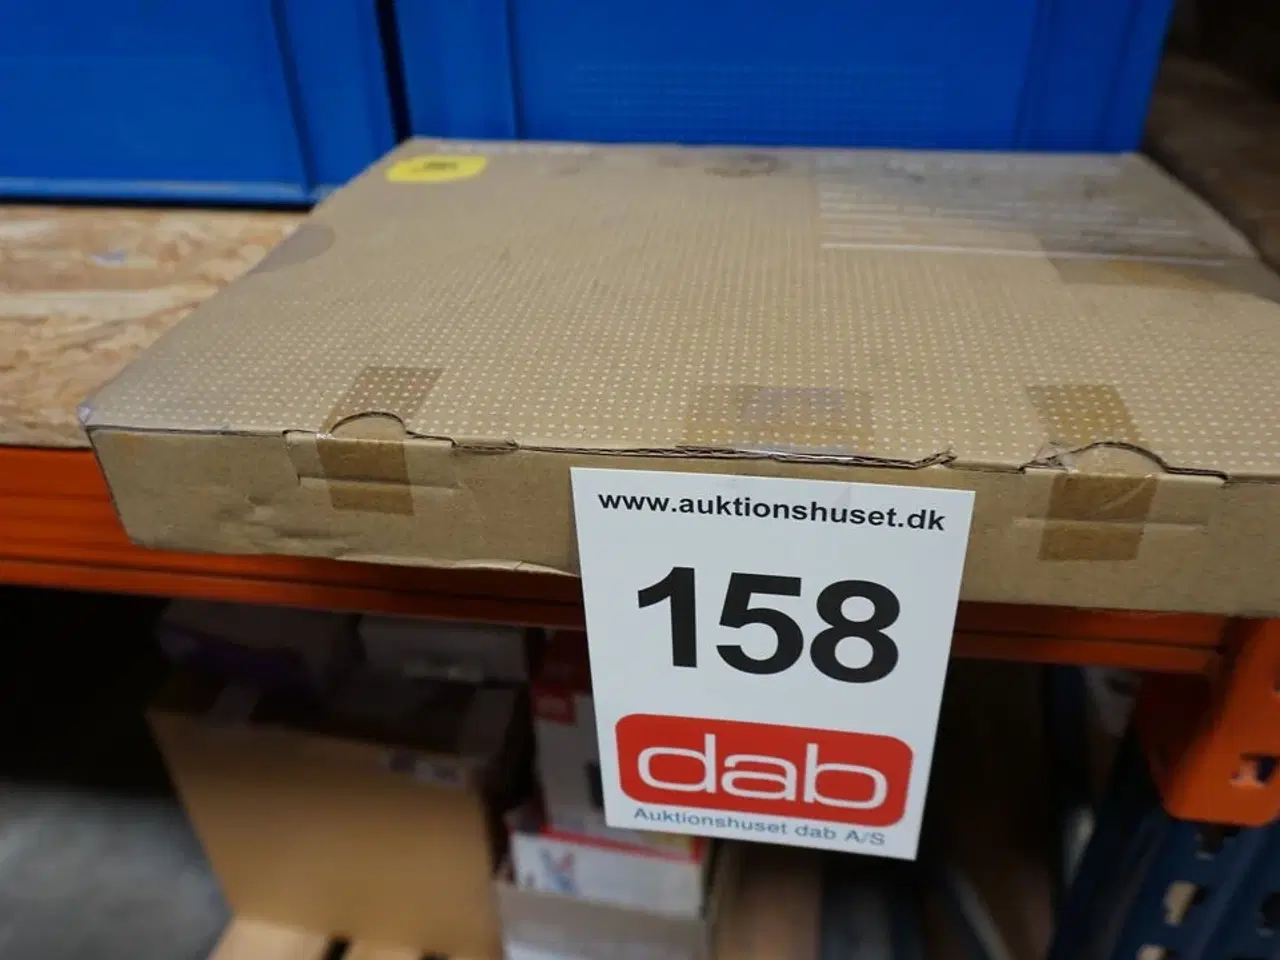 www.auktionshuset.dk
158
dab
Auktionshuset dab A/S